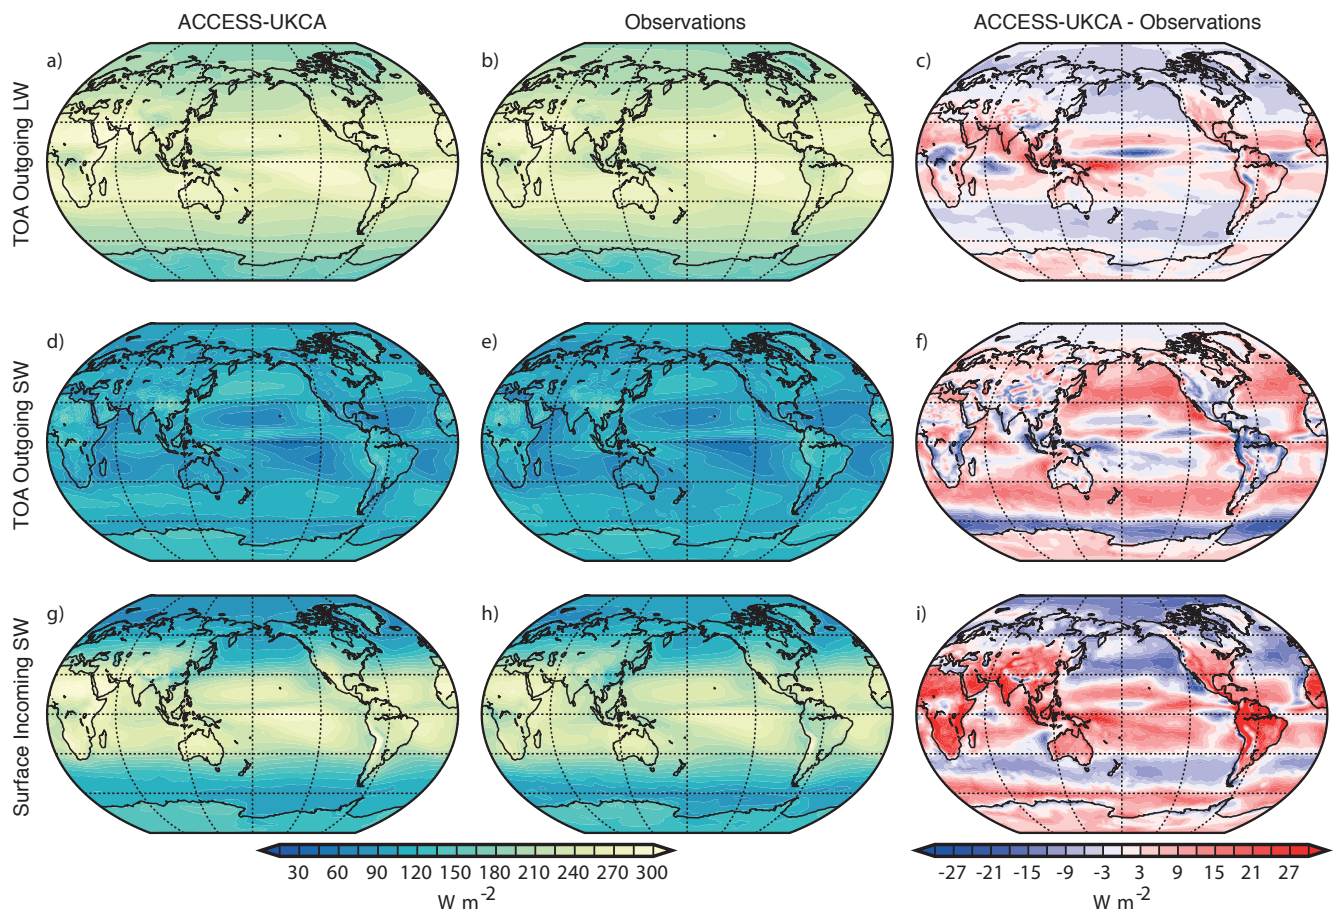 ACCESS-UKCA Observations ACCESS-UKCA - Observations
TOA Outgoing LW
a) b) c)
TOA Outgoing SW
d) e) f)
Surface Incoming SW
g) h) i)
30 60 90 120 150 180 210 240 270 300
W m-2
-27 -21 -15 -9 -3 3 9 15 21 27
W m-2